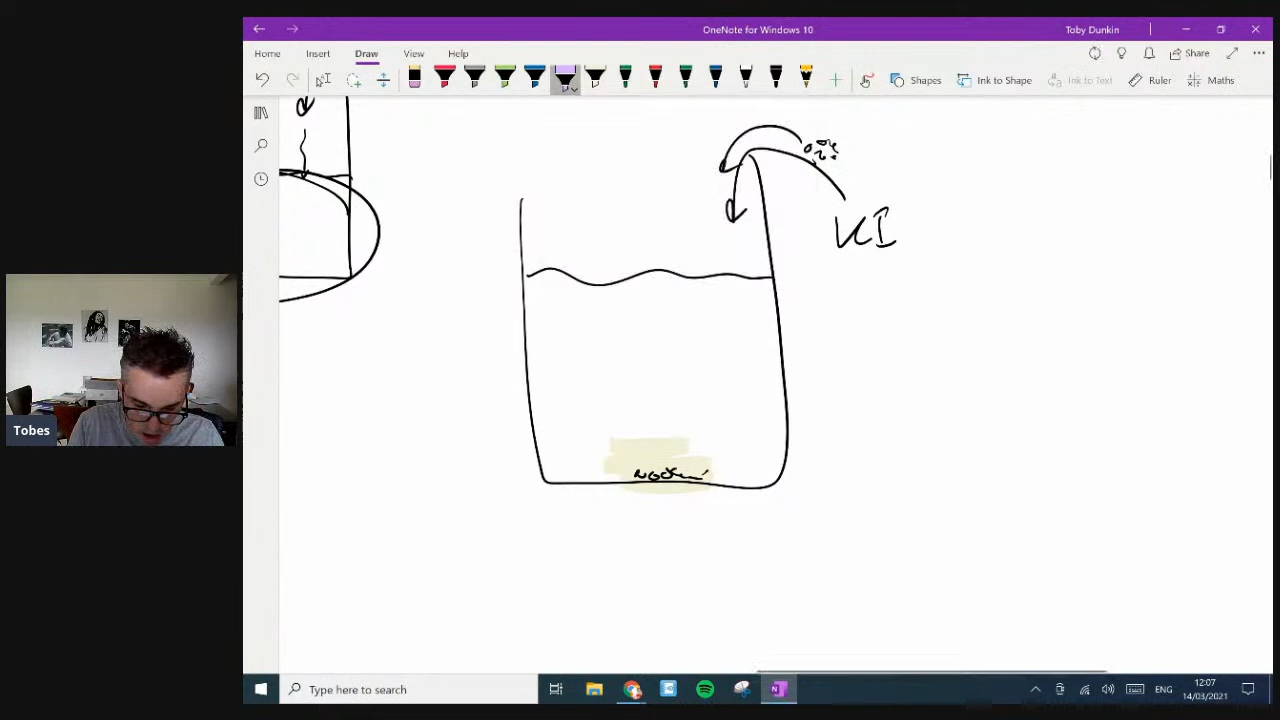 OneNote for Windows 10
Toby Dunkin
Home Insert Draw View Help
Share
Shapes Ink to Shape Ink to Text Ruler Maths
KI
Tobes
Type here to search
ENG
12:07
14/03/2021